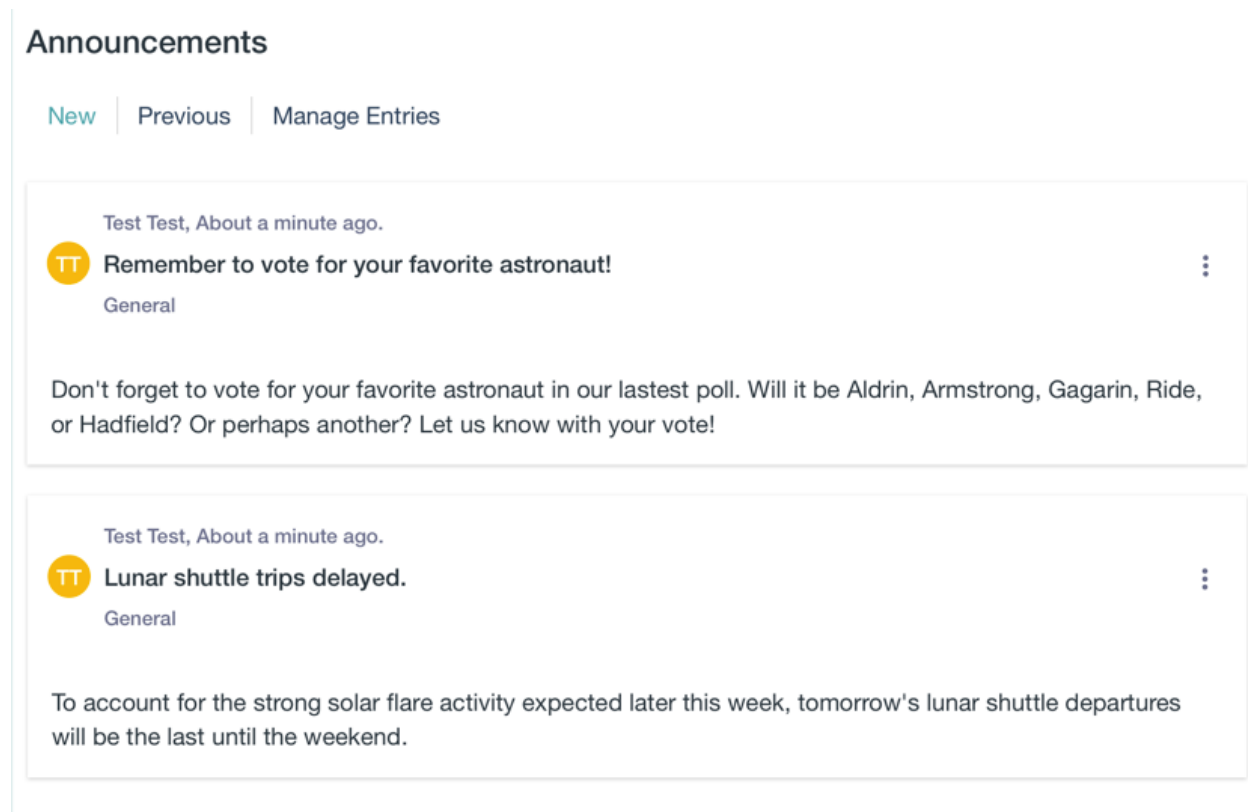 Announcements
New Previous Manage Entries
Test Test, About a minute ago.
TT Remember to vote for your favorite astronaut!
General
Don't forget to vote for your favorite astronaut in our lastest poll. Will it be Aldrin, Armstrong, Gagarin, Ride,
or Hadfield? Or perhaps another? Let us know with your vote!
Test Test, About a minute ago.
TT Lunar shuttle trips delayed.
General
To account for the strong solar flare activity expected later this week, tomorrow's lunar shuttle departures
will be the last until the weekend.